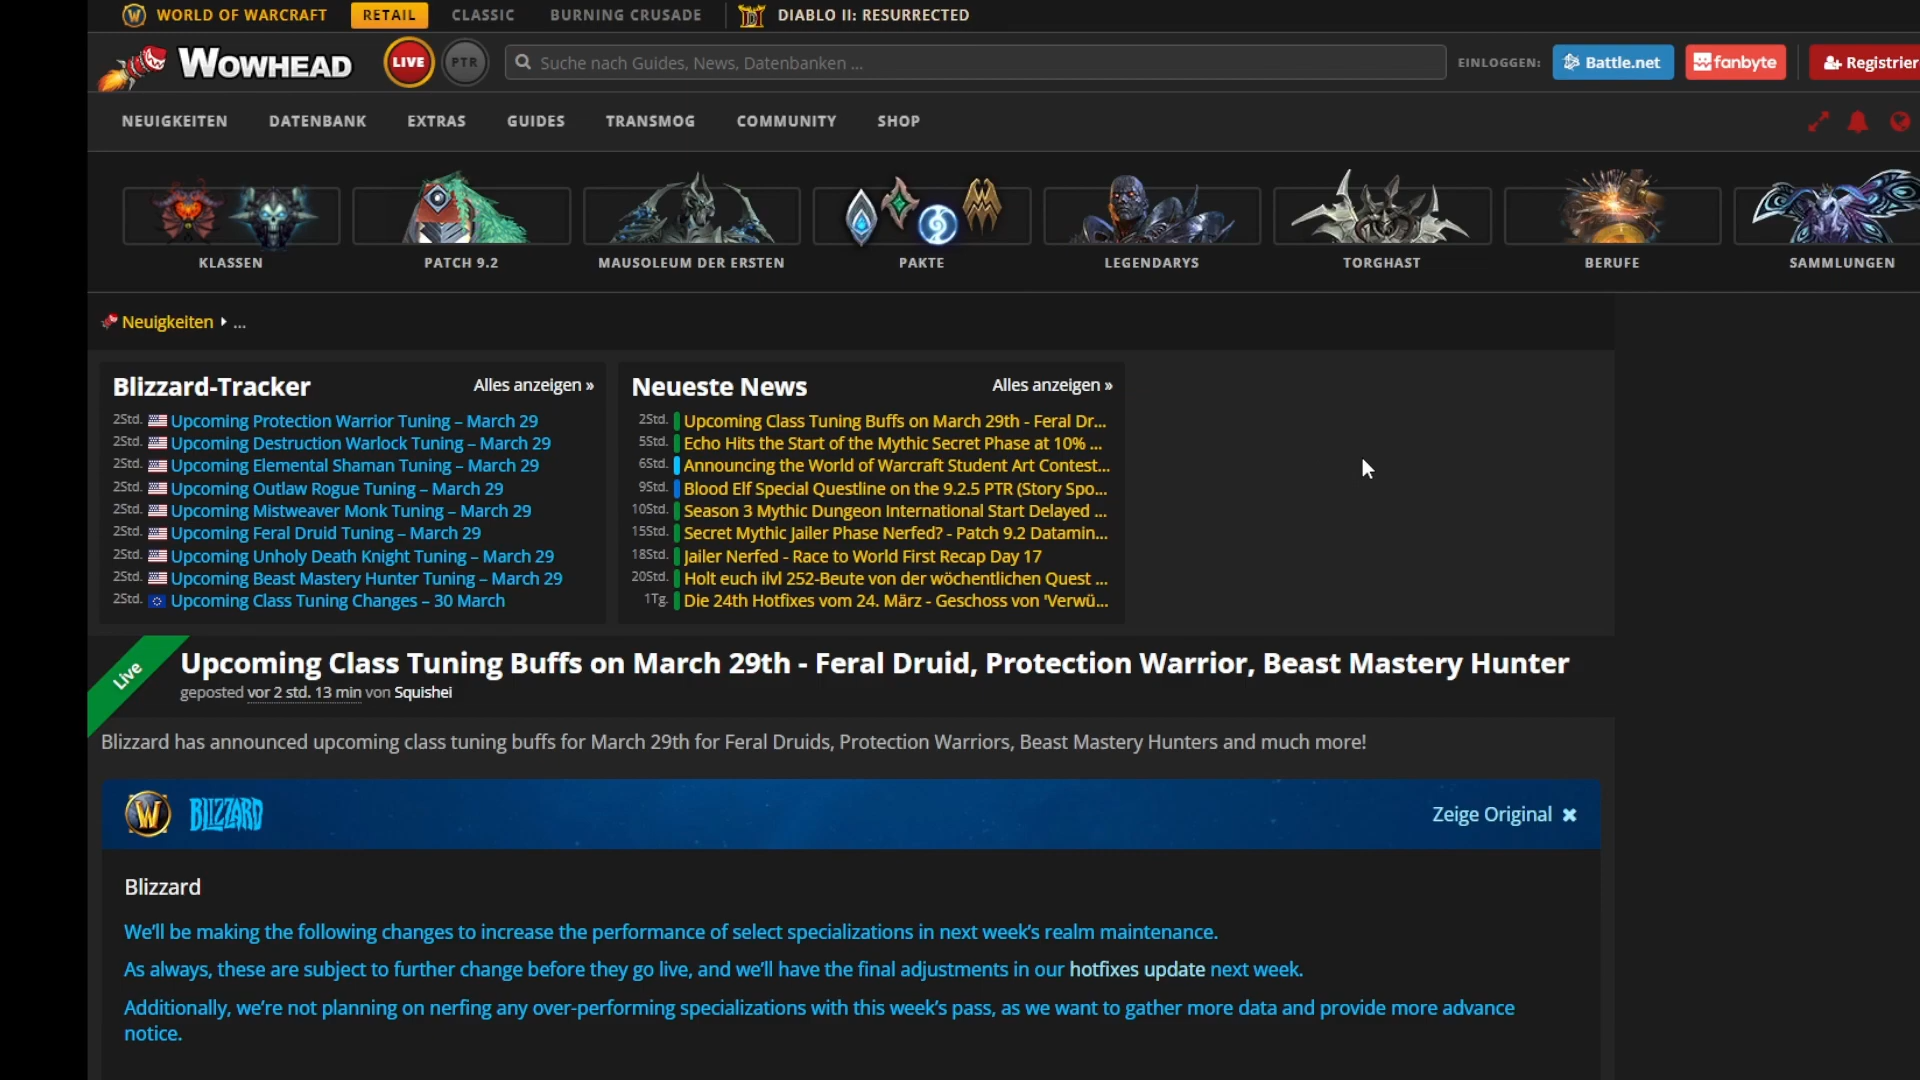 WORLD OF WARCRAFT RETAIL CLASSIC BURNING CRUSADE DIABLO II: RESURRECTED
WOWHEAD LIVE PTR Suche nach Guides, News, Datenbanken ... EINLOGGEN: Battle.net fanbyte Registrier
NEUIGKEITEN DATENBANK EXTRAS GUIDES TRANSMOG COMMUNITY SHOP
KLASSEN PATCH 9.2 MAUSOLEUM DER ERSTEN PAKTE LEGENDARYS TORGHAST BERUFE SAMMLUNGEN
Neuigkeiten ...
Blizzard-Tracker Alles anzeigen »
2Std. Upcoming Protection Warrior Tuning – March 29
2Std. Upcoming Destruction Warlock Tuning – March 29
2Std. Upcoming Elemental Shaman Tuning – March 29
2Std. Upcoming Outlaw Rogue Tuning – March 29
2Std. Upcoming Mistweaver Monk Tuning – March 29
2Std. Upcoming Feral Druid Tuning – March 29
2Std. Upcoming Unholy Death Knight Tuning – March 29
2Std. Upcoming Beast Mastery Hunter Tuning – March 29
2Std. Upcoming Class Tuning Changes – 30 March
Neueste News Alles anzeigen »
2Std. Upcoming Class Tuning Buffs on March 29th - Feral Dr...
5Std. Echo Hits the Start of the Mythic Secret Phase at 10% ...
6Std. Announcing the World of Warcraft Student Art Contest...
9Std. Blood Elf Special Questline on the 9.2.5 PTR (Story Spo...
10Std. Season 3 Mythic Dungeon International Start Delayed ...
15Std. Secret Mythic Jailer Phase Nerfed? - Patch 9.2 Datamin...
18Std. Jailer Nerfed - Race to World First Recap Day 17
20Std. Holt euch ilvl 252-Beute von der wöchentlichen Quest ...
1Tg. Die 24th Hotfixes vom 24. März - Geschoss von 'Verwü...
Live
Upcoming Class Tuning Buffs on March 29th - Feral Druid, Protection Warrior, Beast Mastery Hunter
geposted vor 2 std. 13 min von Squishei
Blizzard has announced upcoming class tuning buffs for March 29th for Feral Druids, Protection Warriors, Beast Mastery Hunters and much more!
BLIZZARD Zeige Original
Blizzard
We'll be making the following changes to increase the performance of select specializations in next week's realm maintenance.
As always, these are subject to further change before they go live, and we'll have the final adjustments in our hotfixes update next week.
Additionally, we're not planning on nerfing any over-performing specializations with this week's pass, as we want to gather more data and provide more advance
notice.